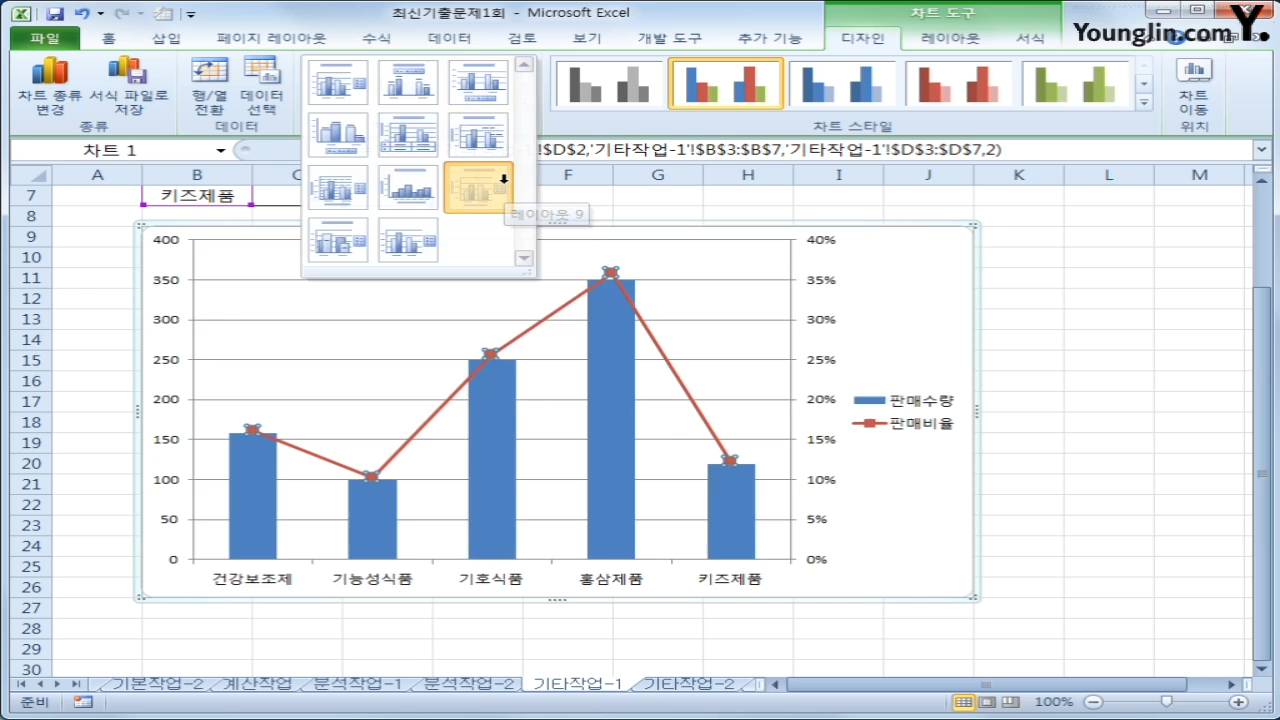 최신기출문제1회 - Microsoft Excel
차트 도구
Younglin.com Y.
파일 홈 삽입 페이지 레이아웃 수식 데이터 검토 보기 개발 도구 추가 기능 디자인 레이아웃 서식
차트 종류 변경
서식 파일로 저장
행/열 전환
데이터 선택
차트 이동
종류 데이터 차트 스타일 위치
차트 1
!$D$2,'기타작업-1'!$B$3:$B$7,'기타작업-1'!$D$3:$D$7,2)
A B C F G H I J K L M
7 키즈제품
레이아웃 9
8
9
10
11
12
13
14
15
16
17
18
19
20
21
22
23
24
25
26
27
28
29
30
400 40%
350 35%
300 30%
250 25%
200 20%
150 15%
100 10%
50 5%
0 0%
판매수량
판매비율
건강보조제 기능성식품 기호식품 홍삼제품 키즈제품
기본작업-2 계산작업 분석작업-1 분석작업-2 기타작업-1 기타작업-2
준비 100%